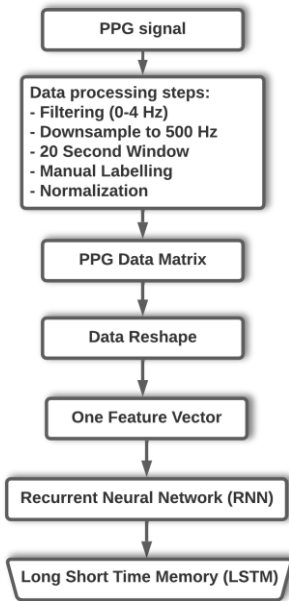 PPG signal
Data processing steps:
- Filtering (0-4 Hz)
- Downsample to 500 Hz
- 20 Second Window
- Manual Labelling
- Normalization
PPG Data Matrix
Data Reshape
One Feature Vector
Recurrent Neural Network (RNN)
Long Short Time Memory (LSTM)